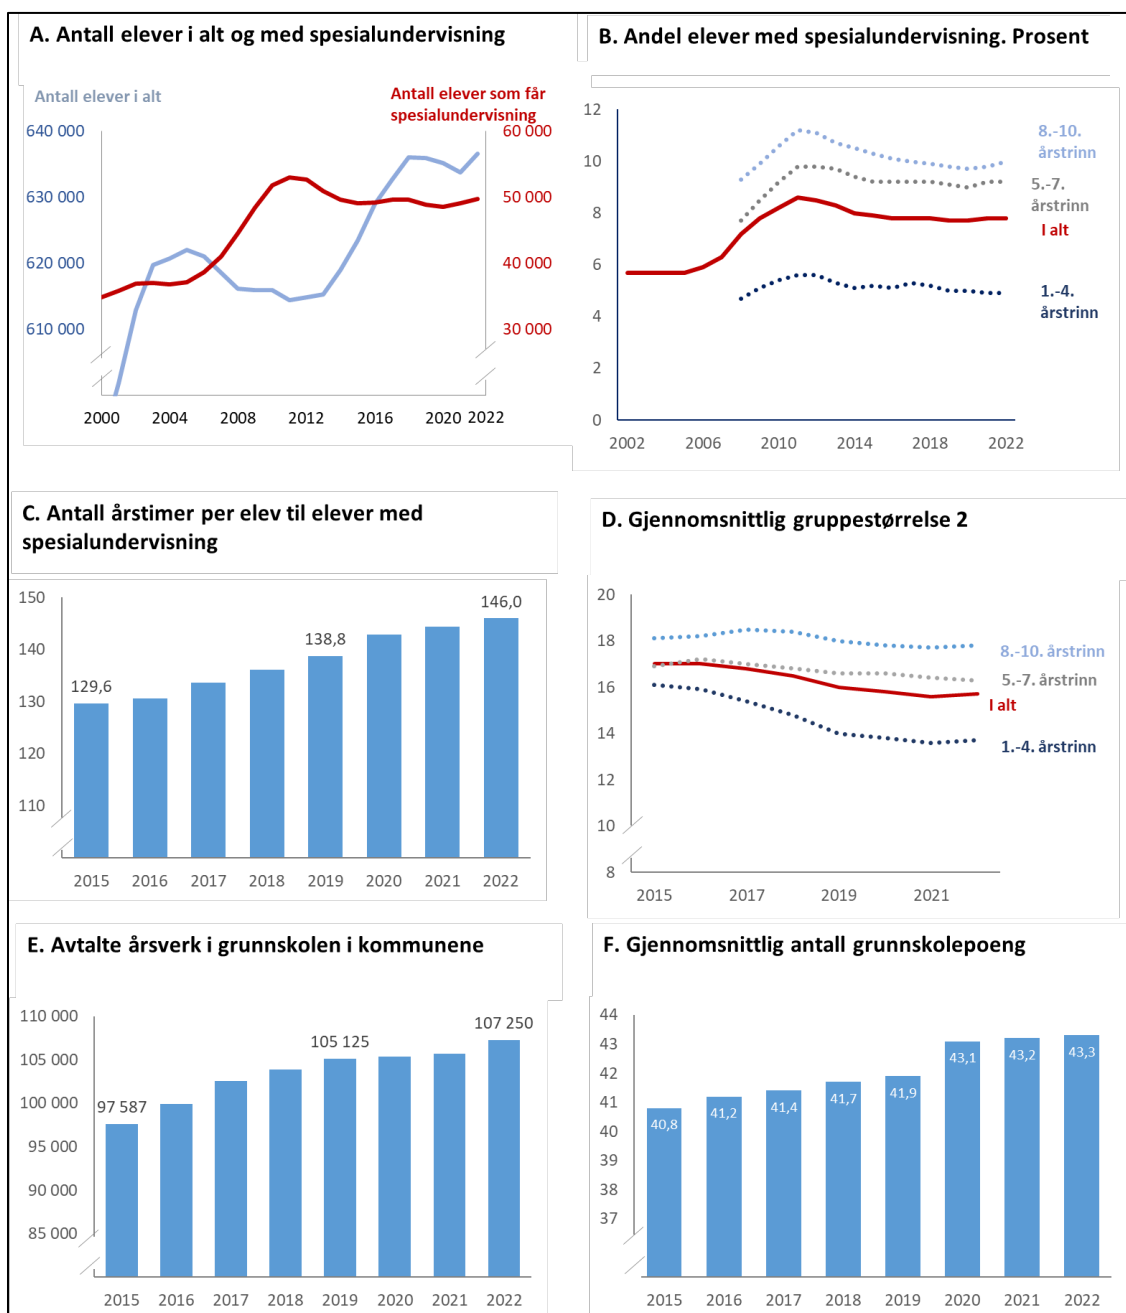 A. Antall elever i alt og med spesialundervisning
Antall elever i alt
Antall elever som får
spesialundervisning
640 000
630 000
620 000
610 000
60 000
50 000
40 000
30 000
2000 2004 2008 2012 2016 2020 2022
B. Andel elever med spesialundervisning. Prosent
12
10
8
6
4
2
0
8.-10.
årstrinn
5.-7.
årstrinn
I alt
1.-4.
årstrinn
2002 2006 2010 2014 2018 2022
C. Antall årstimer per elev til elever med
spesialundervisning
150
140
130
120
110
129,6
138,8
146,0
2015 2016 2017 2018 2019 2020 2021 2022
D. Gjennomsnittlig gruppestørrelse 2
20
18
16
14
12
10
8
8.-10. årstrinn
5.-7. årstrinn
I alt
1.-4. årstrinn
2015 2017 2019 2021
E. Avtalte årsverk i grunnskolen i kommunene
110 000
105 000
100 000
95 000
90 000
85 000
97 587
105 125
107 250
2015 2016 2017 2018 2019 2020 2021 2022
F. Gjennomsnittlig antall grunnskolepoeng
44
43
42
41
40
39
38
37
40,8
41,2
41,4
41,7
41,9
43,1
43,2
43,3
2015 2016 2017 2018 2019 2020 2021 2022